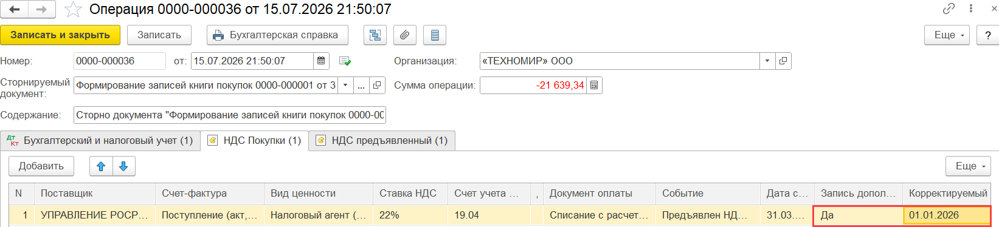 Операция 0000-000036 от 15.07.2026 21:50:07
Записать и закрыть Записать Бухгалтерская справка Еще ?
Номер: 0000-000036 от: 15.07.2026 21:50:07 Организация: «ТЕХНОМИР» ООО
Сторнируемый документ: Формирование записей книги покупок 0000-000001 от 3 ... Сумма операции: -21 639,34
Содержание: Сторно документа "Формирование записей книги покупок 0000-00
Дт Кт Бухгалтерский и налоговый учет (1) НДС Покупки (1) НДС предъявленный (1)
Добавить Еще
N Поставщик Счет-фактура Вид ценности Ставка НДС Счет учета ... Документ оплаты Событие Дата с... Запись допол... Корректируемый
1 УПРАВЛЕНИЕ РОСР... Поступление (акт,... Налоговый агент (... 22% 19.04 Списание с расчет... Предъявлен НД... 31.03.... Да 01.01.2026